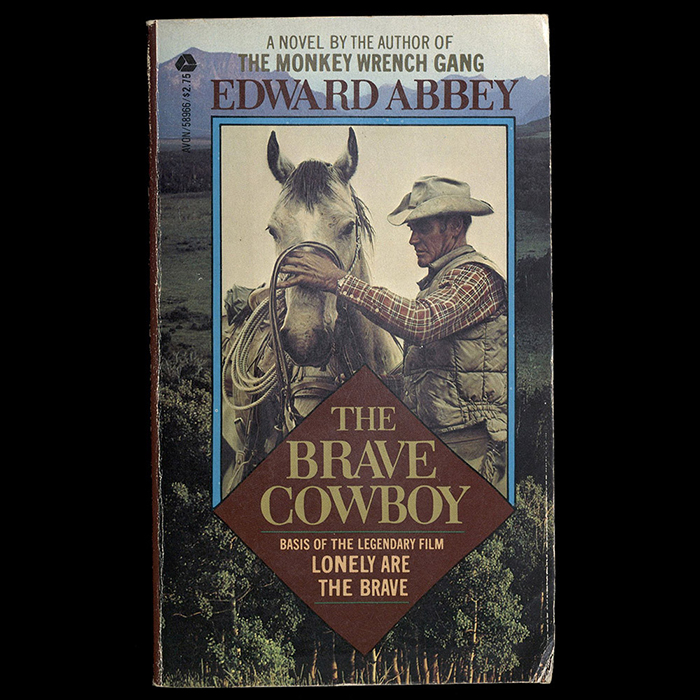 A NOVEL BY THE AUTHOR OF
THE MONKEY WRENCH GANG
EDWARD ABBEY
AVON/58966/$2.75
THE
BRAVE
COWBOY
BASIS OF THE LEGENDARY FILM
LONELY ARE
THE BRAVE